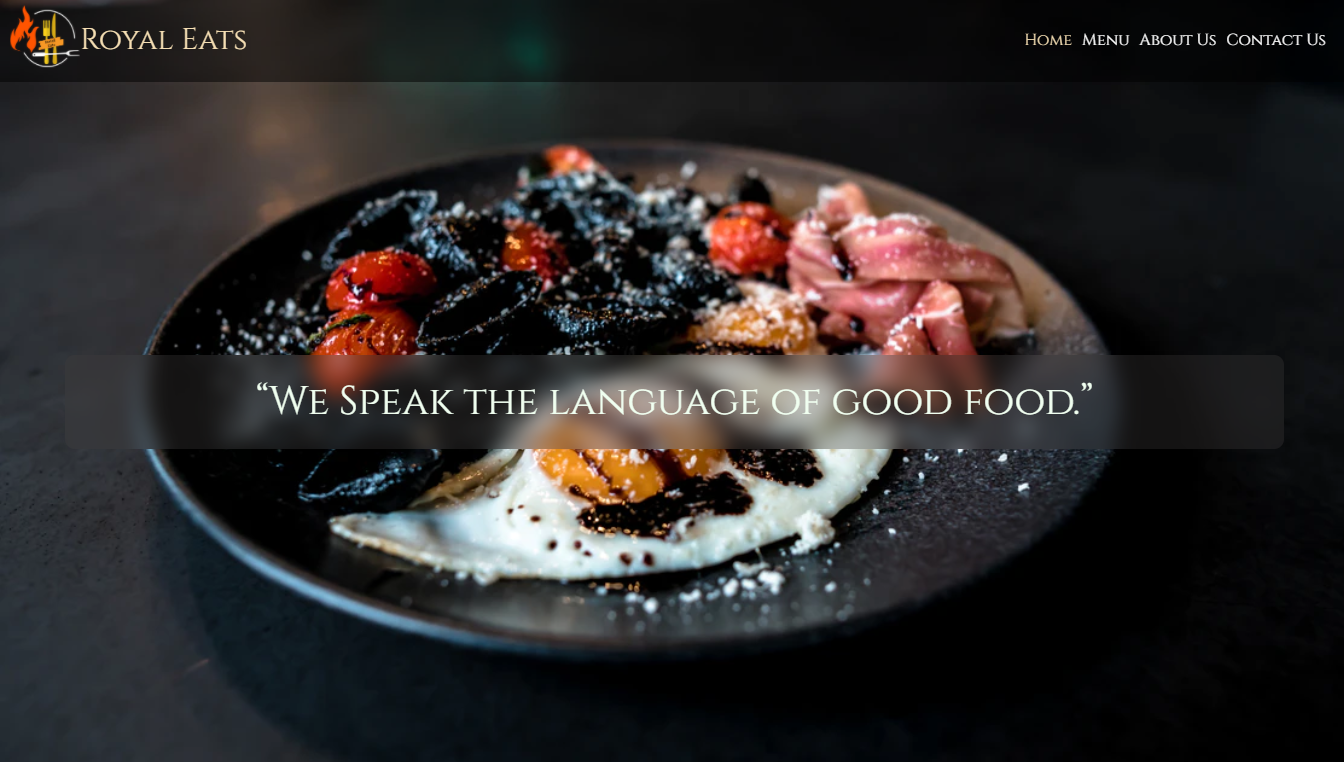 Royal Eats
Home Menu About Us Contact Us
“We Speak the language of good food.”